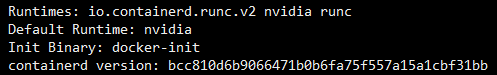 Runtimes: io.containerd.runc.v2 nvidia runc
Default Runtime: nvidia
Init Binary: docker-init
containerd version: bcc810d6b9066471b0b6fa75f557a15a1cbf31bb